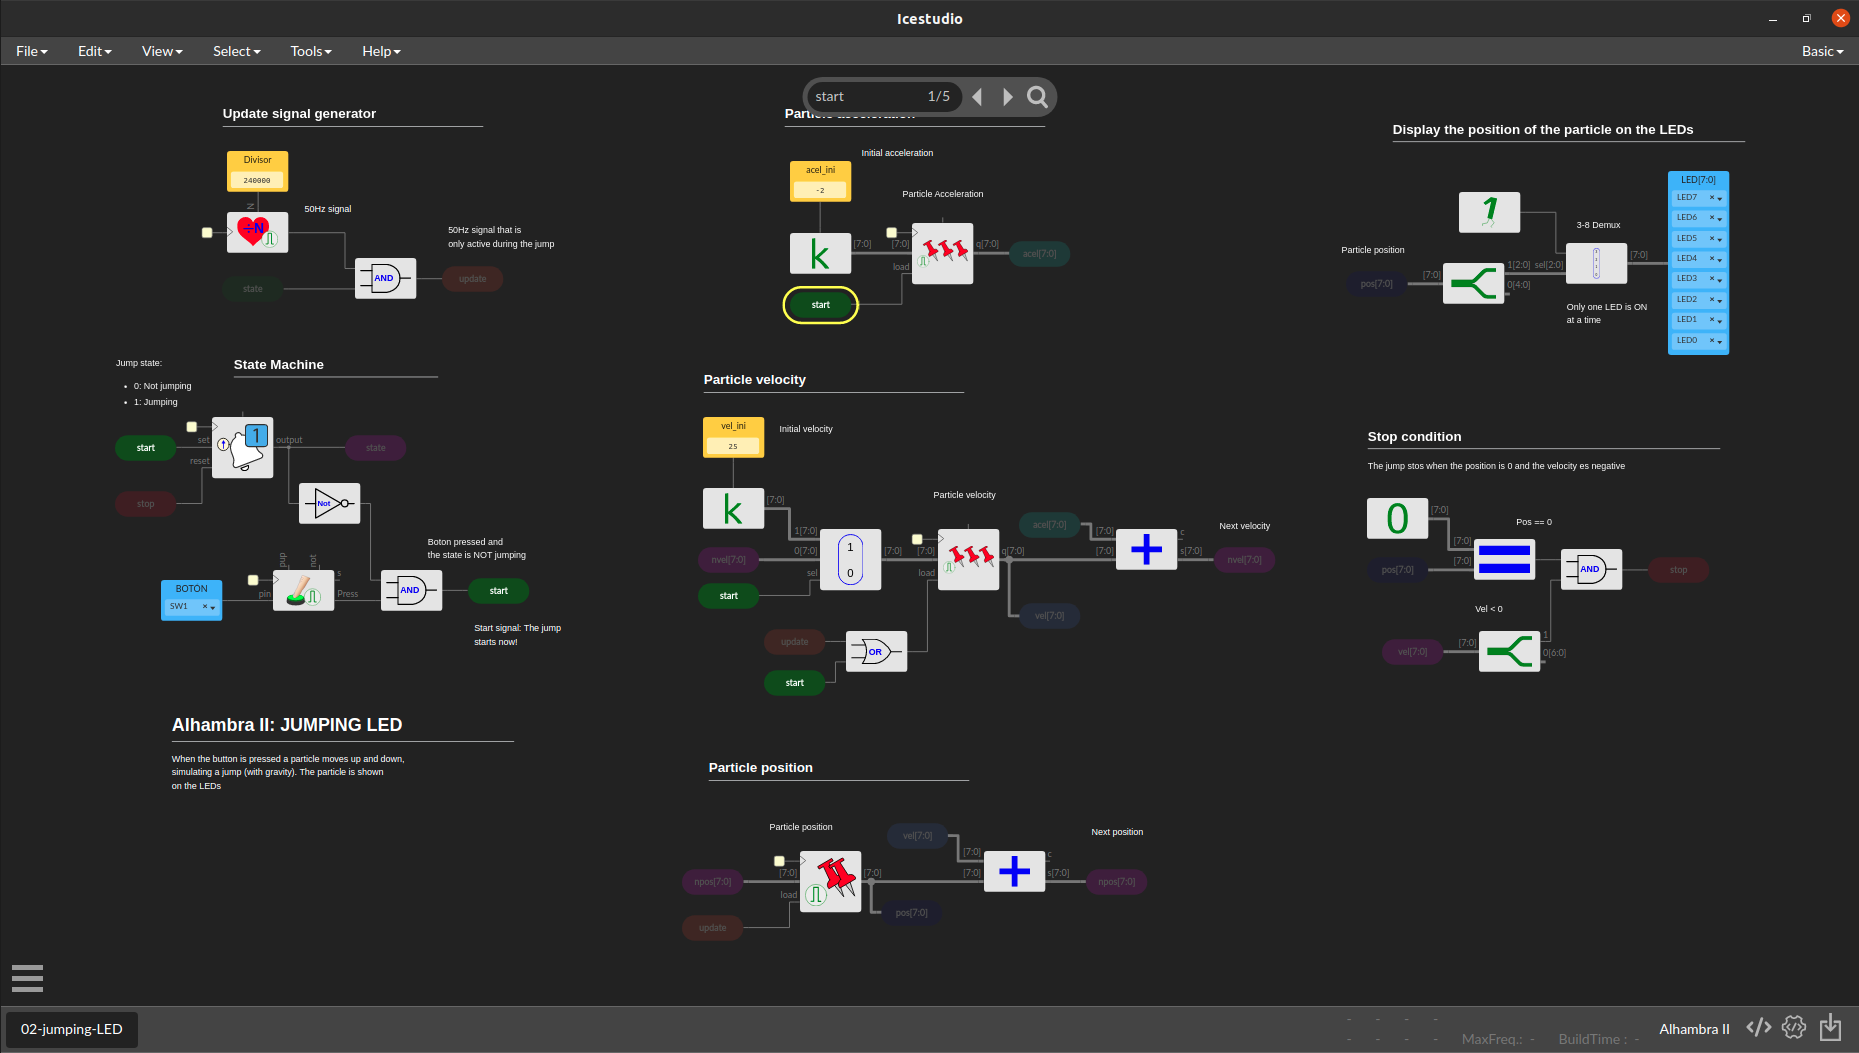 Icestudio
File
Edit
View
Select
Tools
Help
Basic
start 1/5
Update signal generator
Divisor
240000
N
÷N
50Hz signal
state
AND
update
50Hz signal that is
only active during the jump
Particle acceleration
Initial acceleration
acel_ini
-2
k
[7:0]
Particle Acceleration
[7:0]
load
q[7:0]
acel[7:0]
start
Display the position of the particle on the LEDs
1
3-8 Demux
Particle position
pos[7:0]
[7:0]
1[2:0]
0[4:0]
sel[2:0]
[7:0]
Only one LED is ON
at a time
LED[7:0]
LED7
LED6
LED5
LED4
LED3
LED2
LED1
LED0
State Machine
Jump state:
• 0: Not jumping
• 1: Jumping
start
set
reset
1
output
state
stop
Not
Boton pressed and
the state is NOT jumping
BOTON
SW1
pin
pup
not
s
Press
AND
start
Start signal: The jump
starts now!
Particle velocity
vel_ini
25
Initial velocity
k
[7:0]
1[7:0]
nvel[7:0]
0[7:0]
sel
1
0
[7:0]
start
Particle velocity
[7:0]
load
q[7:0]
acel[7:0]
[7:0]
[7:0]
c
s[7:0]
Next velocity
nvel[7:0]
vel[7:0]
update
OR
start
Stop condition
The jump stos when the position is 0 and the velocity es negative
0
[7:0]
Pos == 0
[7:0]
pos[7:0]
[7:0]
AND
stop
Vel < 0
vel[7:0]
[7:0]
1
0[6:0]
Alhambra II: JUMPING LED
When the button is pressed a particle moves up and down,
simulating a jump (with gravity). The particle is shown
on the LEDs
Particle position
Particle position
npos[7:0]
[7:0]
load
update
[7:0]
vel[7:0]
pos[7:0]
[7:0]
[7:0]
c
s[7:0]
Next position
npos[7:0]
02-jumping-LED
- - - -
- - - -
MaxFreq.: -
BuildTime : -
Alhambra II